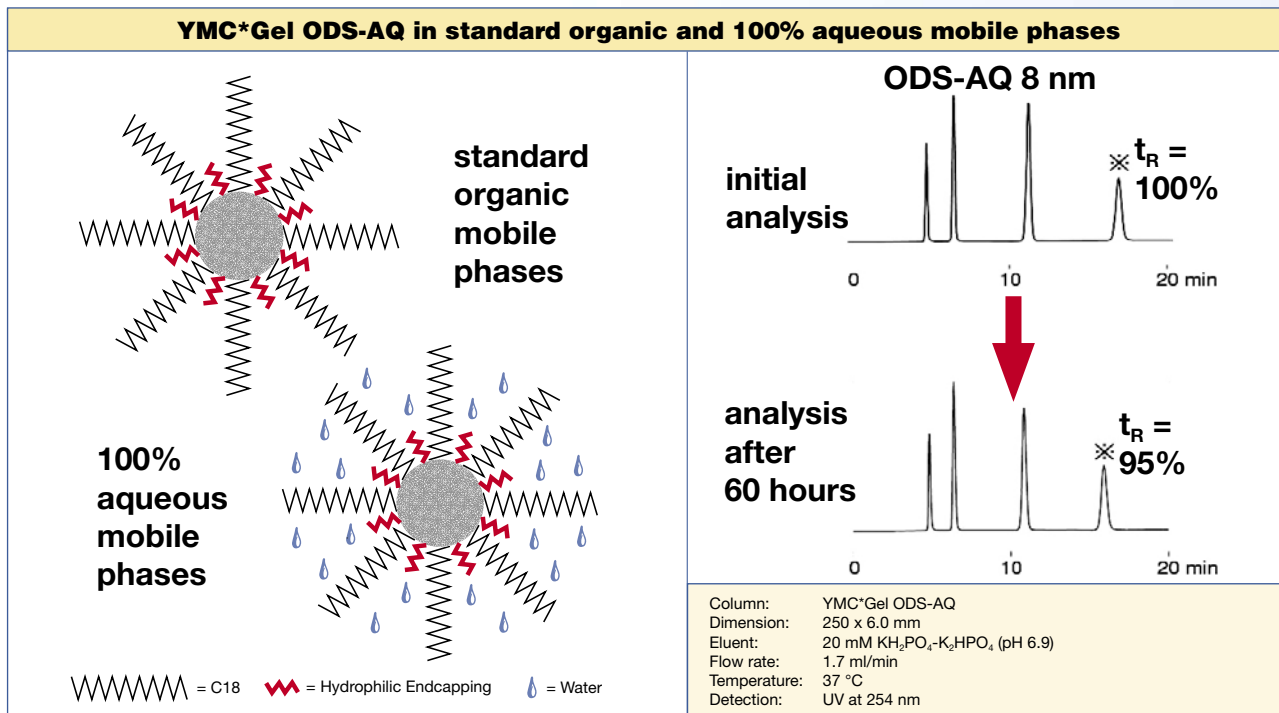 YMC*Gel ODS-AQ in standard organic and 100% aqueous mobile phases
standard
organic
mobile
phases
100%
aqueous
mobile
phases
= C18
= Hydrophilic Endcapping
= Water
ODS-AQ 8 nm
initial
analysis
※ tR =
100%
0 10 20 min
analysis
after
60 hours
tR =
※ 95%
0 10 20 min
Column: YMC*Gel ODS-AQ
Dimension: 250 x 6.0 mm
Eluent: 20 mM KH₂PO₄-K₂HPO₄ (pH 6.9)
Flow rate: 1.7 ml/min
Temperature: 37 °C
Detection: UV at 254 nm